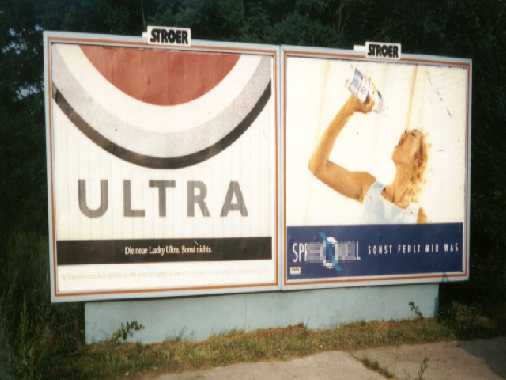 STROER
ULTRA
Die neue Lucky Ultra. Sonst nichts.
STROER
SONST FEHLT MIR WAS